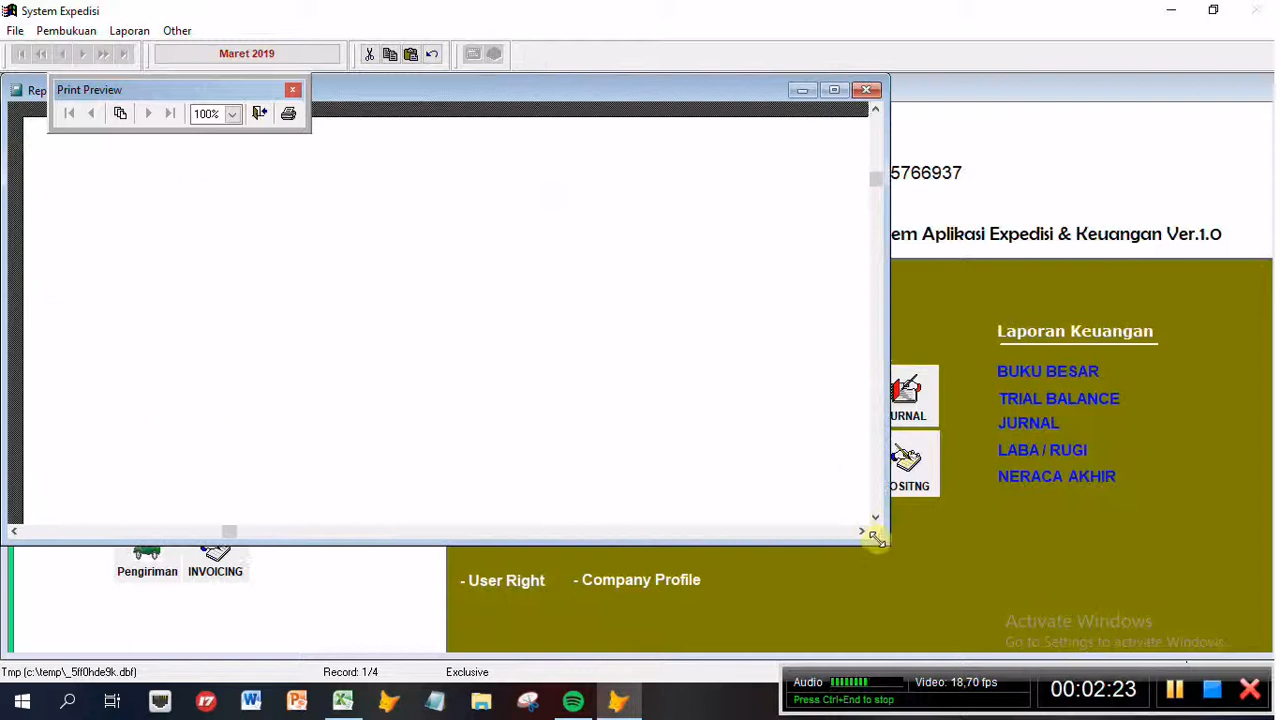 System Expedisi
File Pembukuan Laporan Other
Maret 2019
Rep
Print Preview
100%
5766937
em Aplikasi Expedisi & Keuangan Ver.1.0
Laporan Keuangan
BUKU BESAR
TRIAL BALANCE
JURNAL
LABA / RUGI
NERACA AKHIR
URNAL
OSITNG
Pengiriman INVOICING
- User Right - Company Profile
Activate Windows
Go to Settings to activate Windows.
Tmp (c:\temp\_5ff0bde9k.dbf) Record: 1/4 Exclusive
Audio Video: 18,70 fps
Press Ctrl+End to stop
00:02:23